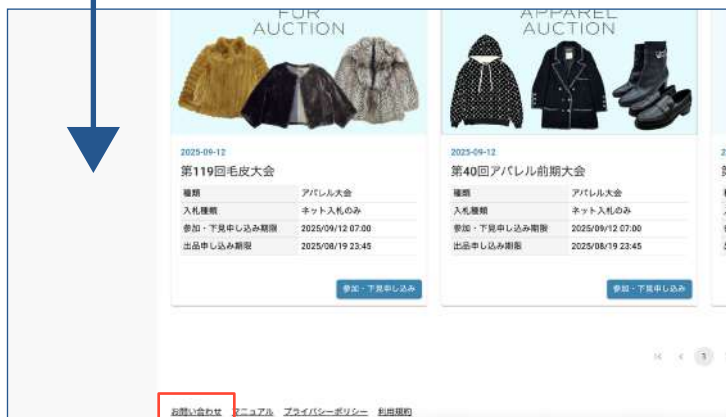 FUR
AUCTION
2025-09-12
第119回毛皮大会
種類 アパレル大会
入札種類 ネット入札のみ
参加・下見申し込み期限 2025/09/12 07:00
出品申し込み期限 2025/08/19 23:45
参加・下見申し込み
APPAREL
AUCTION
2025-09-12
第40回アパレル前期大会
種類 アパレル大会
入札種類 ネット入札のみ
参加・下見申し込み期限 2025/09/12 07:00
出品申し込み期限 2025/08/19 23:45
参加・下見申し込み
お問い合わせ マニュアル プライバシーポリシー 利用規約